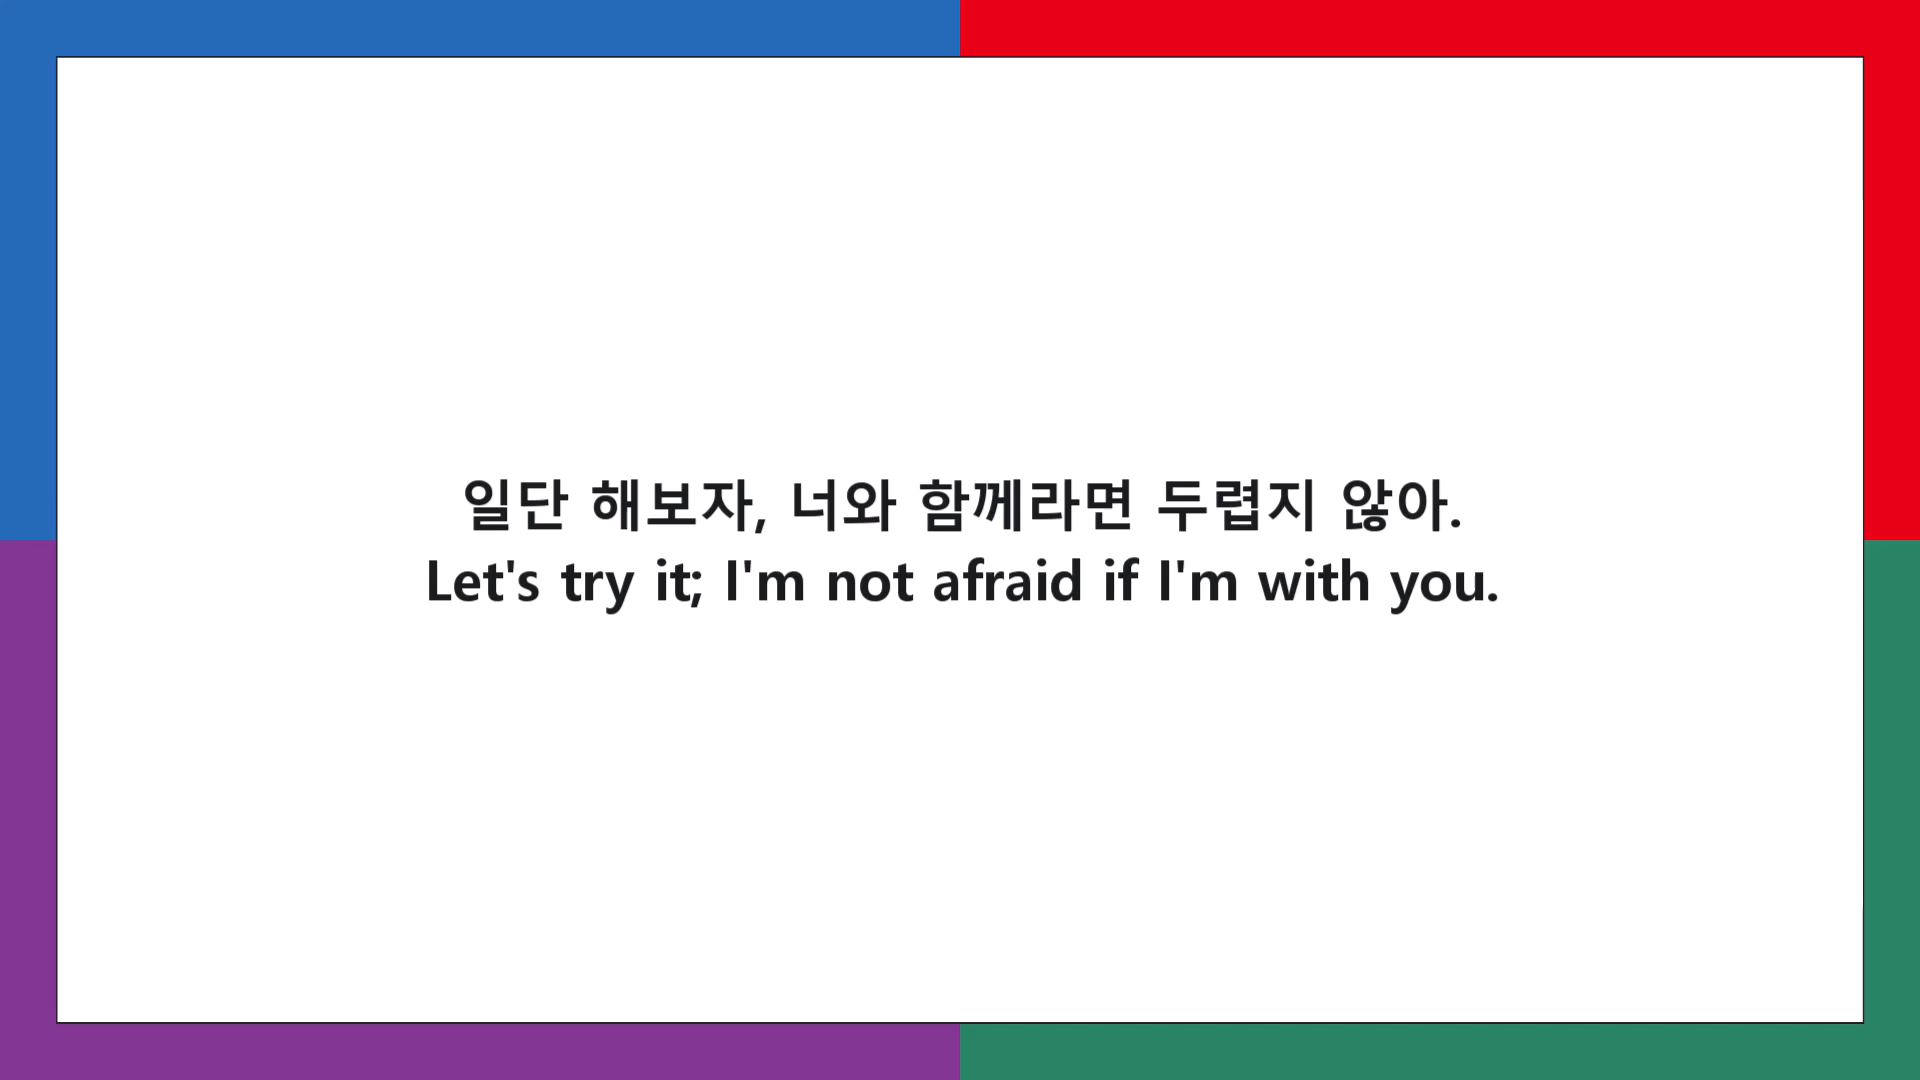 일단 해보자, 너와 함께라면 두렵지 않아.
Let's try it; I'm not afraid if I'm with you.